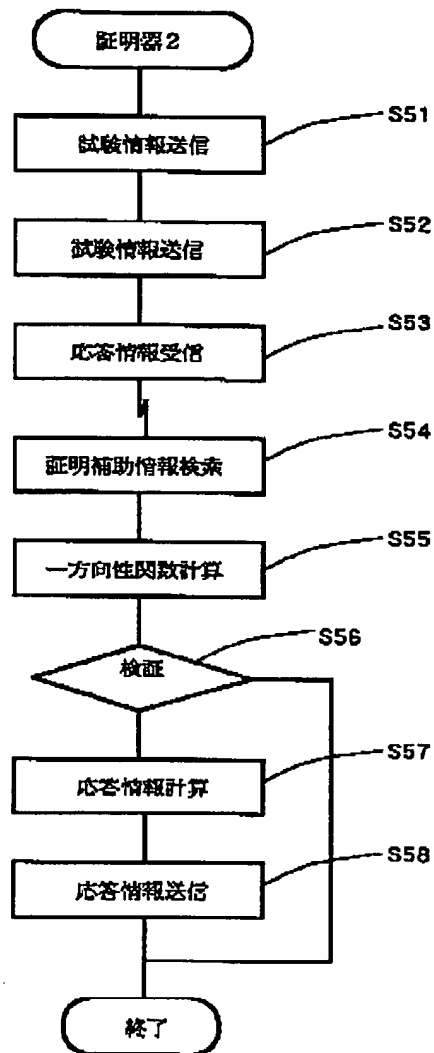 証明器2
S51
試験情報送信
S52
試験情報送信
S53
応答情報受信
S54
証明補助情報検索
S55
一方向性関数計算
S56
検証
S57
応答情報計算
S58
応答情報送信
終了